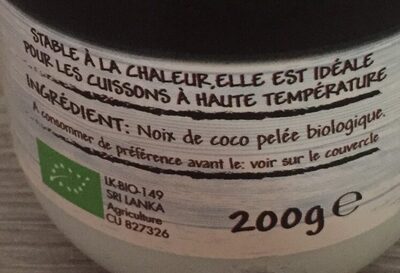 STABLE À LA CHALEUR, ELLE EST IDÉALE
POUR LES CUISSONS À HAUTE TEMPÉRATURE
INGRÉDIENT: Noix de coco pelée biologique.
A consommer de préférence avant le: voir sur le couvercle
LK-BIO-149
SRI LANKA
Agriculture
CU 827326
200g e